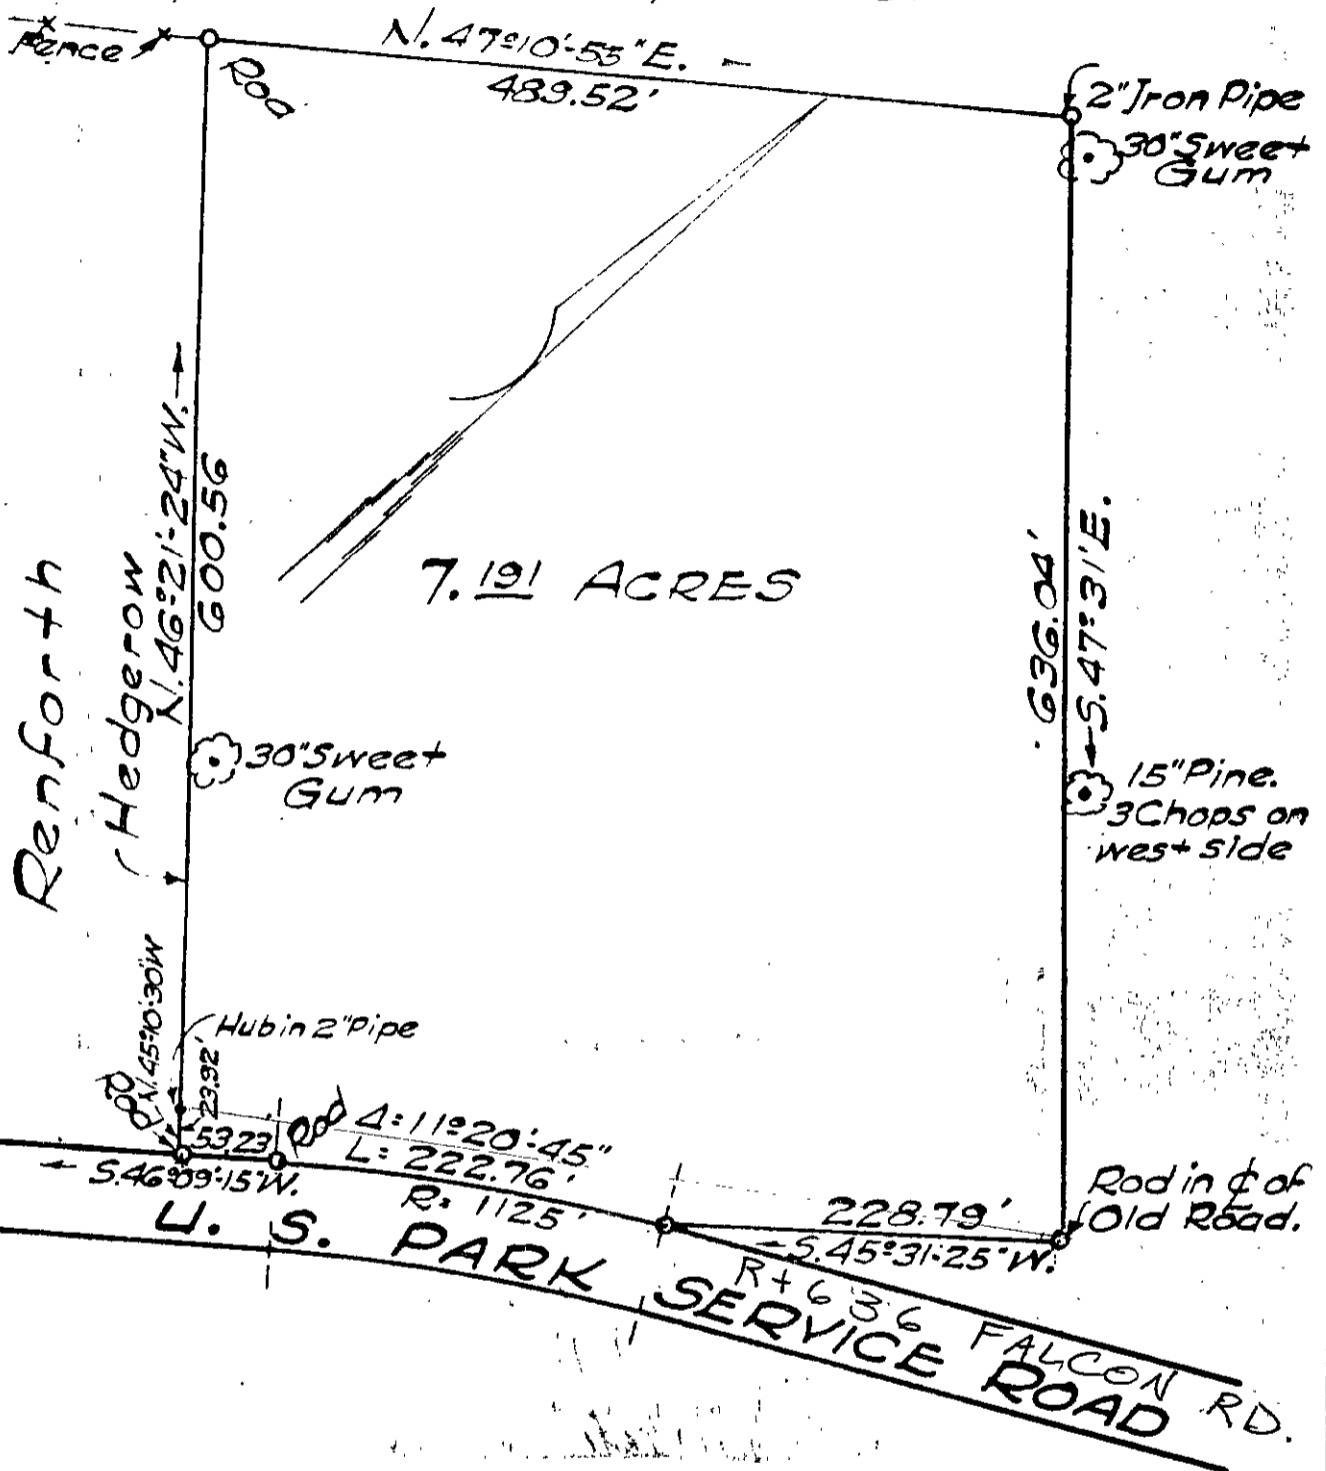 Fence
N. 47°-10'-55" E.
489.52'
Rod
2" Iron Pipe
30" Sweet
Gum
N. 46°-21'-24" W.
600.56
7.191 ACRES
636.04'
S. 47°-31' E.
Renforth
Hedgerow
30" Sweet
Gum
15" Pine.
3 Chops on
west side
N. 45°-10'-30" W
23.92'
Hub in 2" Pipe
Rod
53.23
Rod
Δ: 11°-20'-45"
L: 222.76'
R: 1125'
S. 46°-09'-15" W.
228.79'
S. 45°-31'-25" W.
Rod in ℄ of
Old Road.
U. S. PARK SERVICE ROAD
Rt 636 FALCON RD.